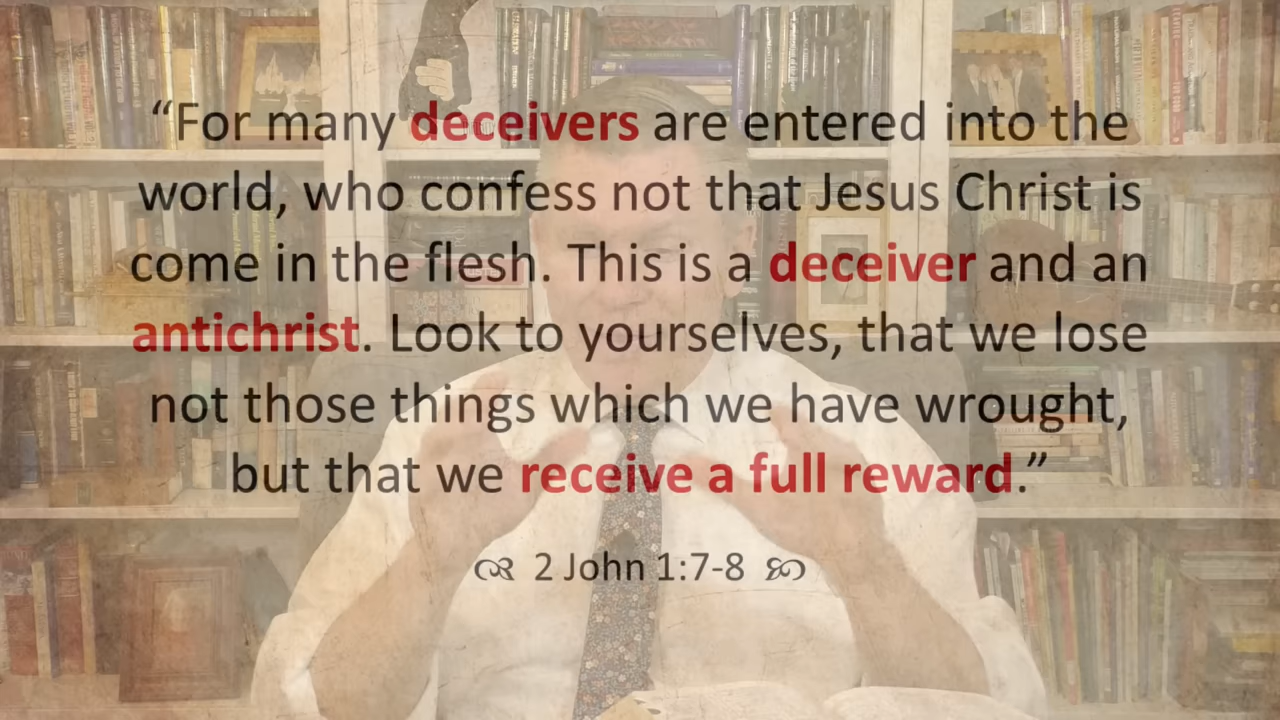 “For many deceivers are entered into the
world, who confess not that Jesus Christ is
come in the flesh. This is a deceiver and an
antichrist. Look to yourselves, that we lose
not those things which we have wrought,
but that we receive a full reward.”
2 John 1:7-8